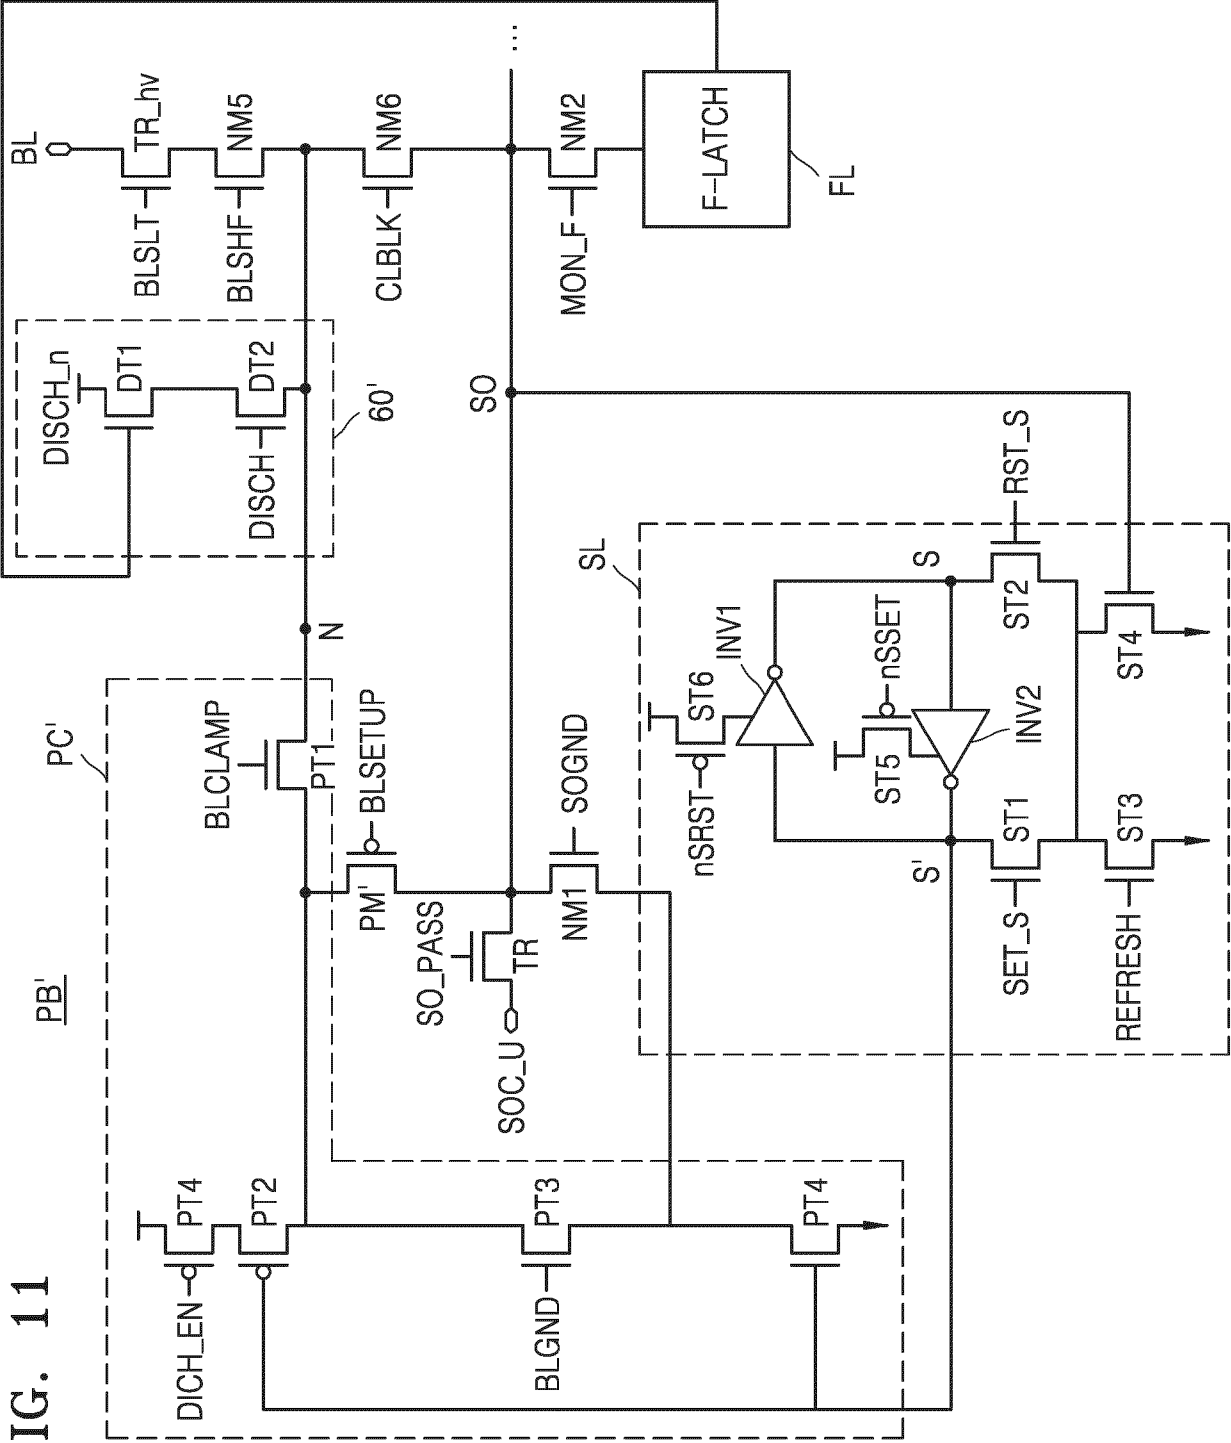 IG. 11
PB'
PC'
DICH_EN
PT4
PT2
BLGND
PT3
PT4
BLCLAMP
PT1
N
PM'
BLSETUP
SO_PASS
TR
SOC_U
NM1
SOGND
DISCH_n
DT1
DISCH
DT2
60'
BL
BLSLT
TR_hv
BLSHF
NM5
CLBLK
NM6
SO
...
MON_F
NM2
F-LATCH
FL
SL
nSRST
ST6
INV1
ST5
nSSET
INV2
S
S'
SET_S
ST1
ST2
RST_S
REFRESH
ST3
ST4